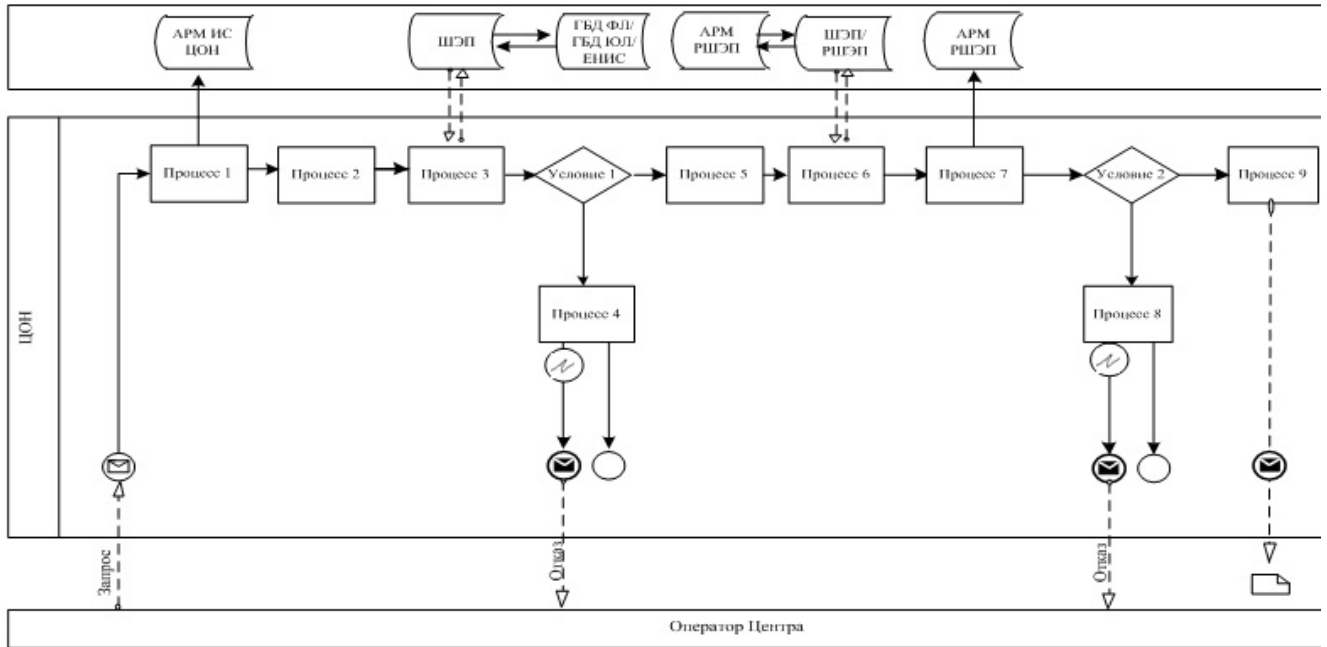 АРМ ИС
ЦОН
ШЭП
ГБД ФЛ/
ГБД ЮЛ/
ЕНИС
АРМ
РШЭП
ШЭП/
РШЭП
АРМ
РШЭП
ЦОН
Процесс 1
Процесс 2
Процесс 3
Условие 1
Процесс 5
Процесс 6
Процесс 7
Условие 2
Процесс 9
Процесс 4
Процесс 8
Запрос
Отказ
Отказ
Оператор Центра